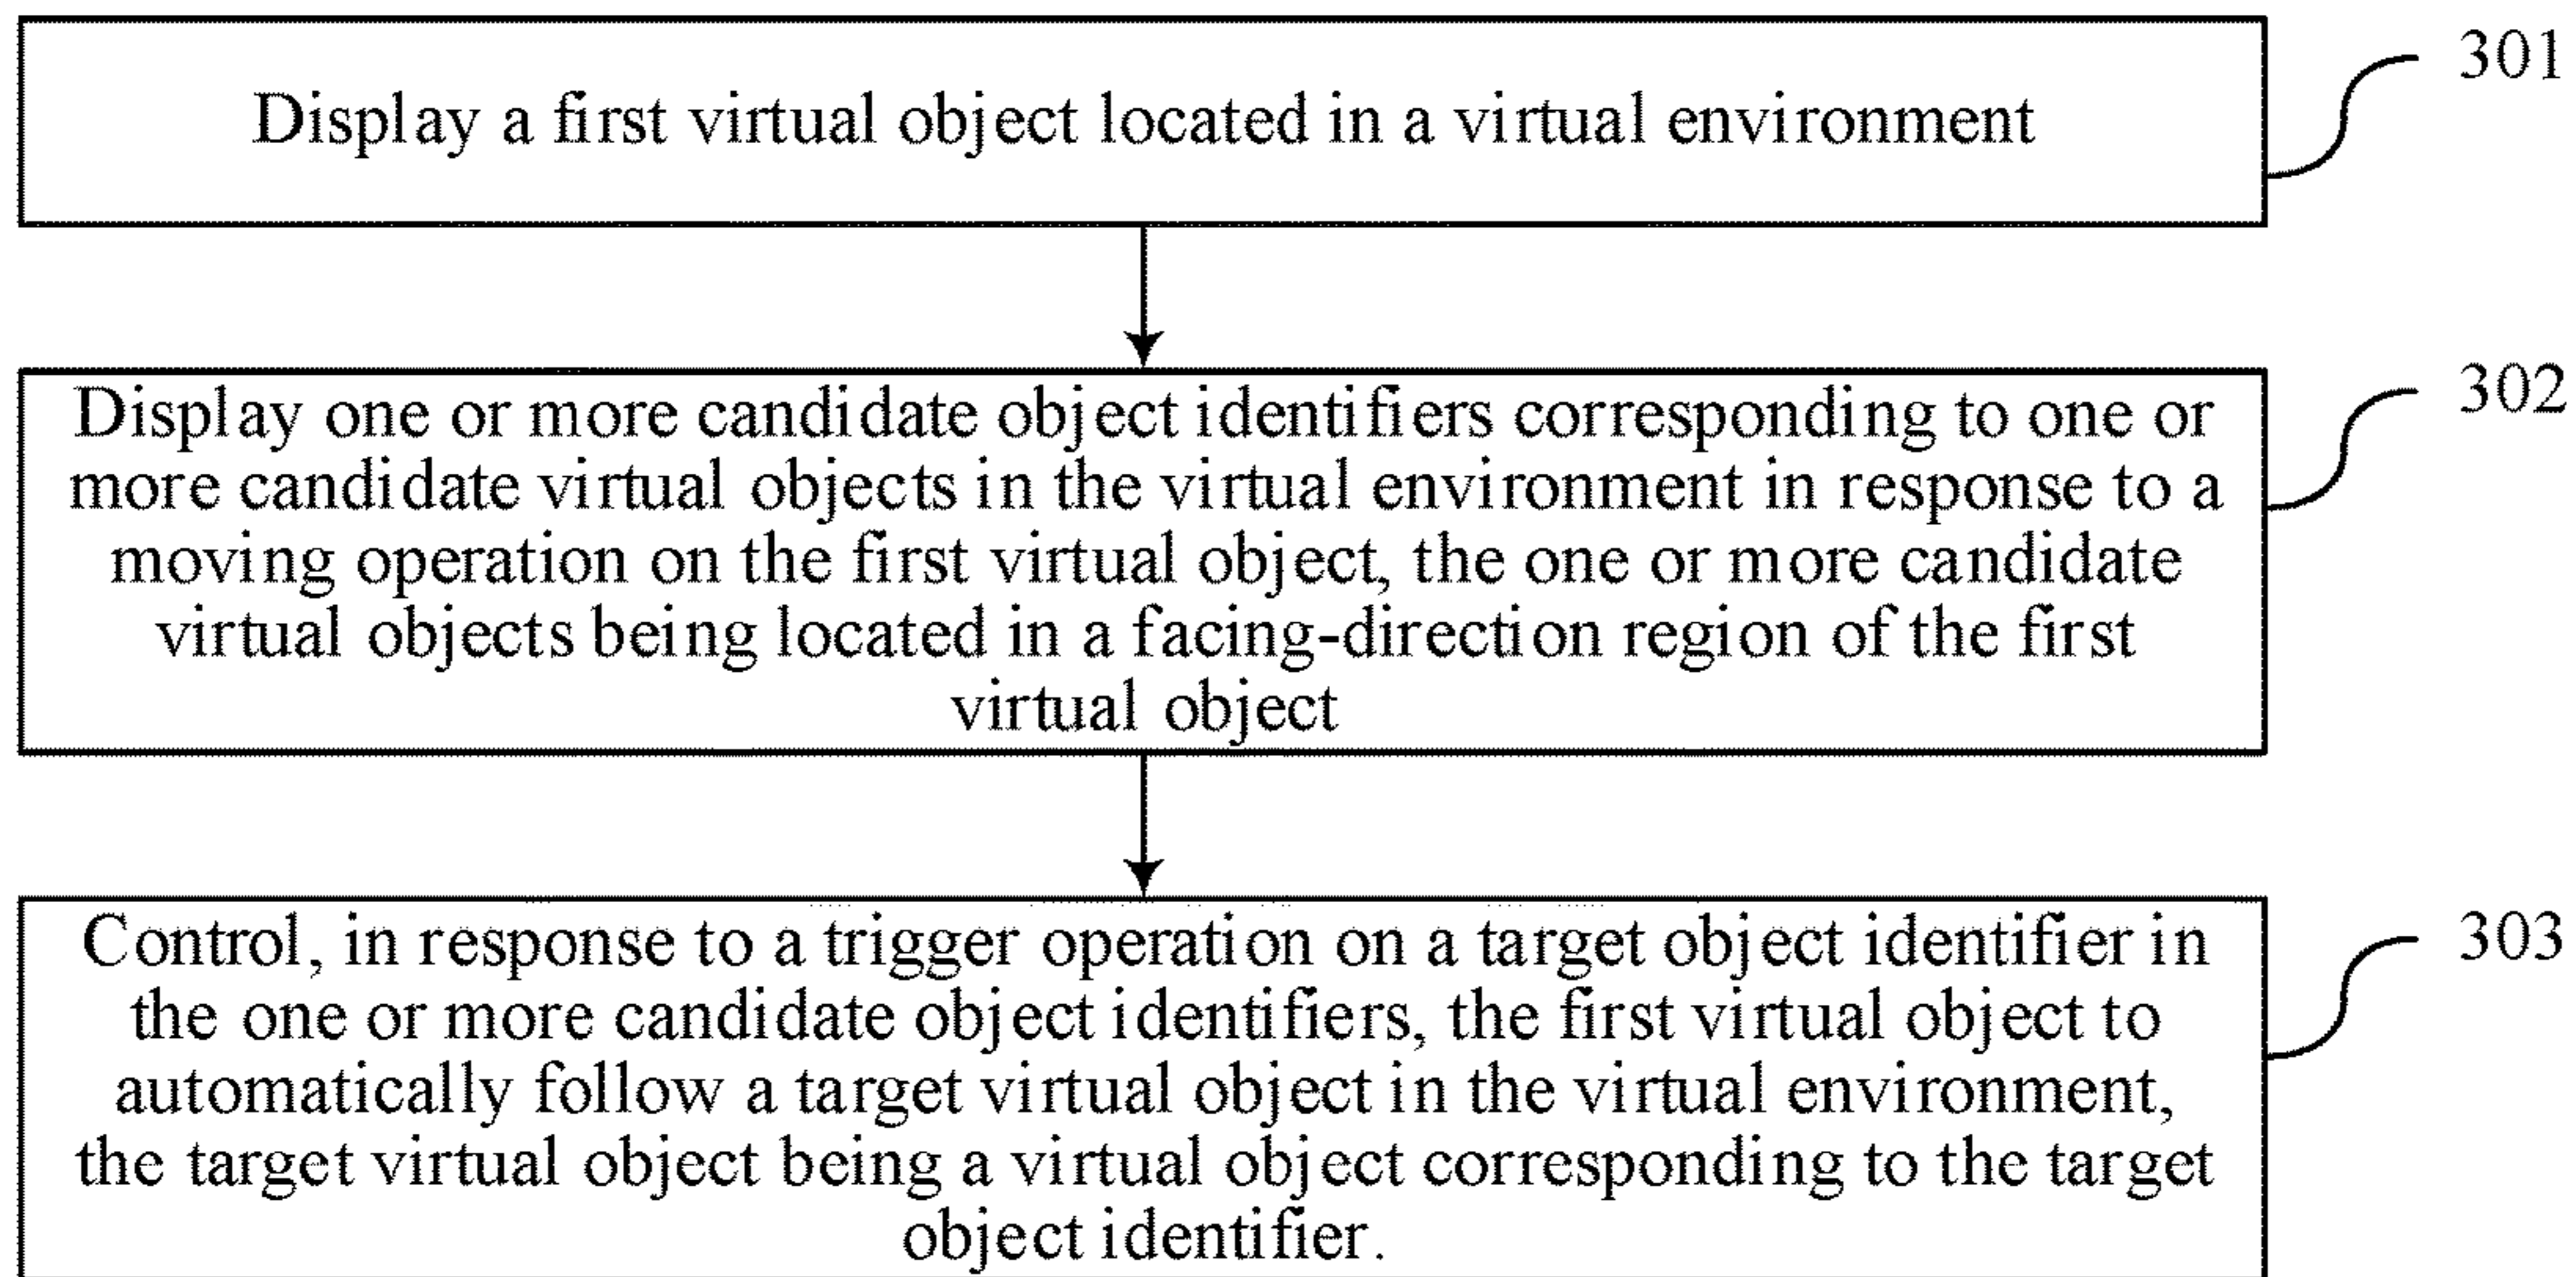 Display a first virtual object located in a virtual environment
301
Display one or more candidate object identifiers corresponding to one or
more candidate virtual objects in the virtual environment in response to a
moving operation on the first virtual object, the one or more candidate
virtual objects being located in a facing-direction region of the first
virtual object
302
Control, in response to a trigger operation on a target object identifier in
the one or more candidate object identifiers, the first virtual object to
automatically follow a target virtual object in the virtual environment,
the target virtual object being a virtual object corresponding to the target
object identifier.
303